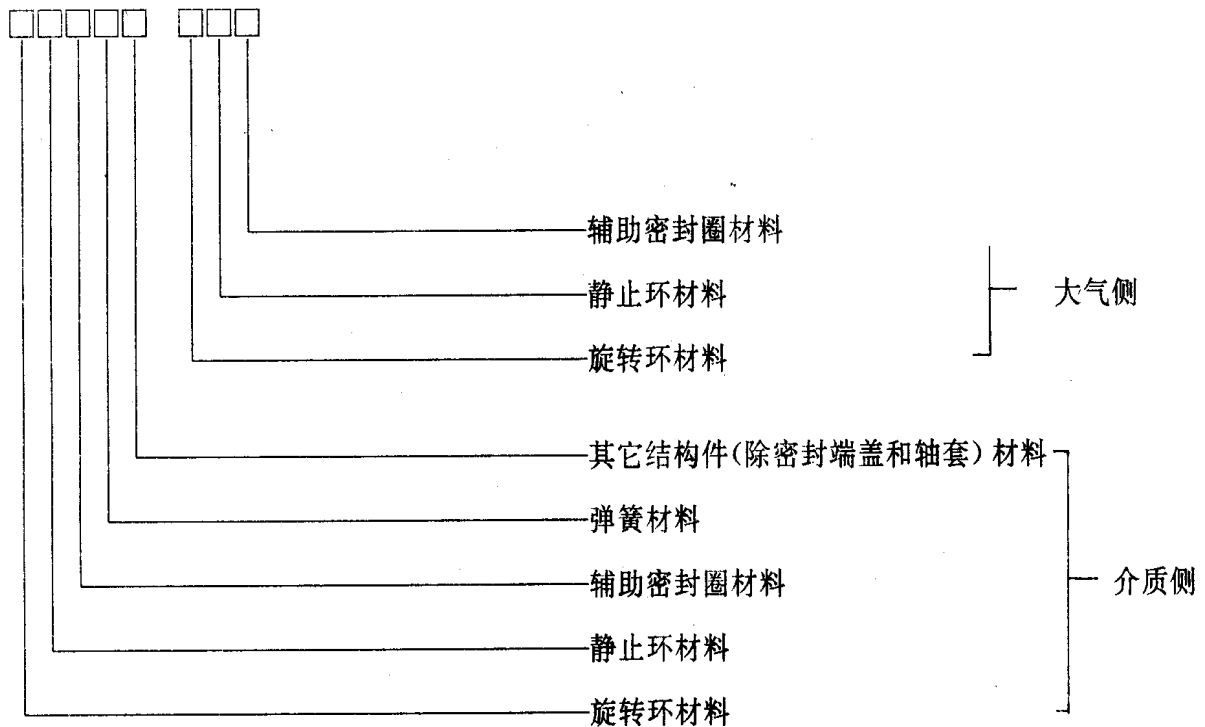 □□□□□ □□□
辅助密封圈材料
静止环材料
大气侧
旋转环材料
其它结构件(除密封端盖和轴套)材料
弹簧材料
辅助密封圈材料
介质侧
静止环材料
旋转环材料